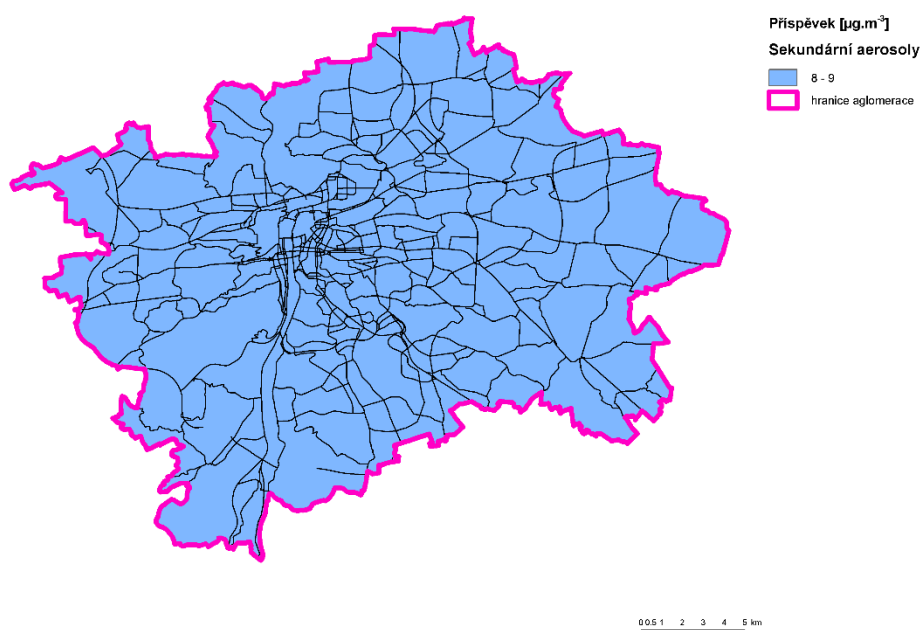 Příspěvek [µg.m⁻³]
Sekundární aerosoly
8 - 9
hranice aglomerace
0 0.5 1 2 3 4 5 km